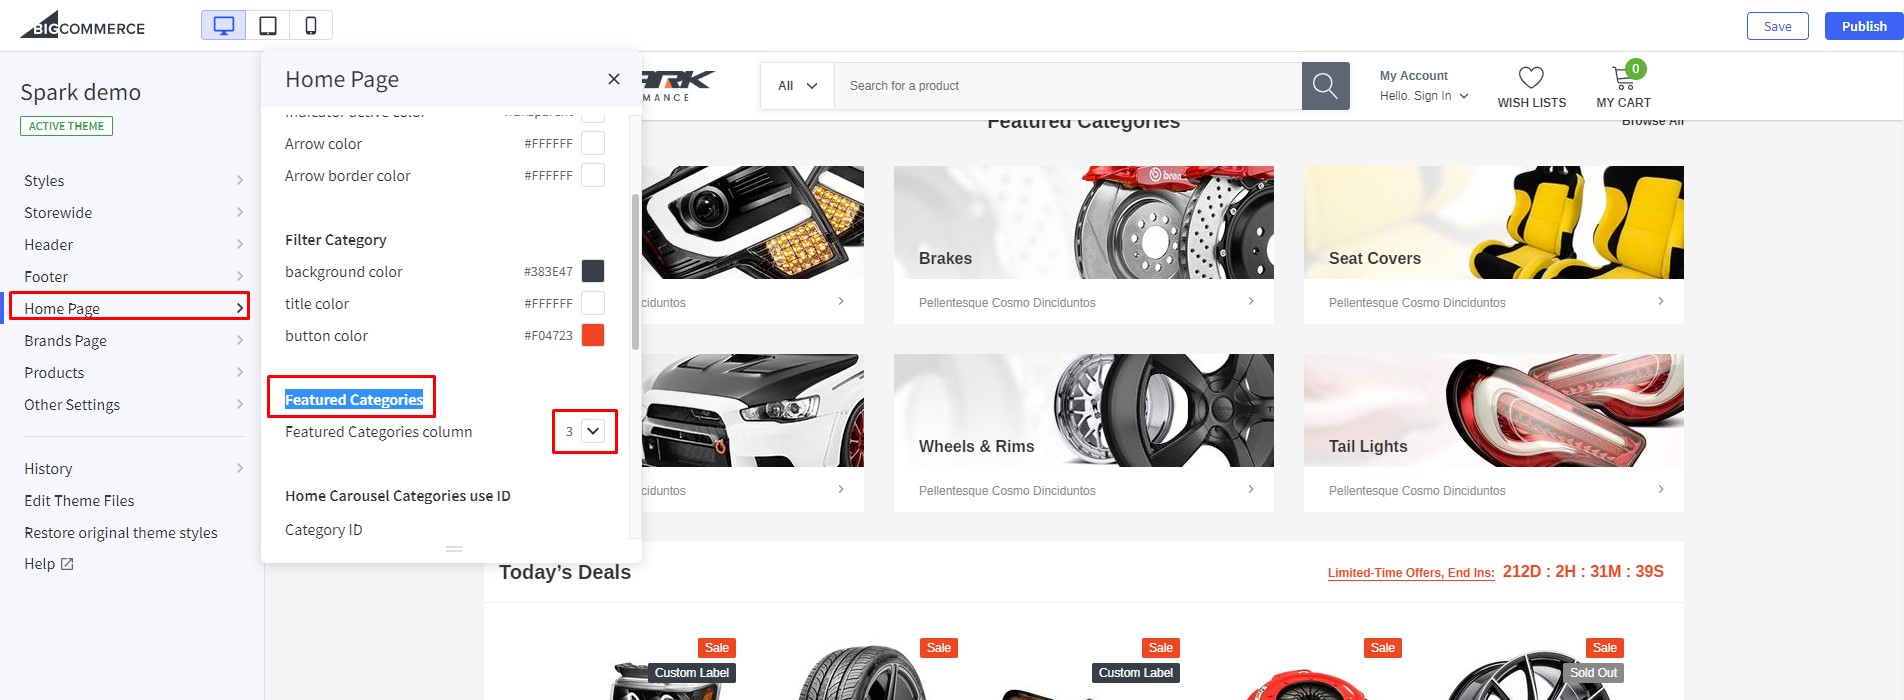 BIGCOMMERCE
Save
Publish
Spark demo
ACTIVE THEME
Styles
Storewide
Header
Footer
Home Page
Brands Page
Products
Other Settings
History
Edit Theme Files
Restore original theme styles
Help
Home Page
Arrow color #FFFFFF
Arrow border color #FFFFFF
Filter Category
background color #383E47
title color #FFFFFF
button color #F04723
Featured Categories
Featured Categories column 3
Home Carousel Categories use ID
Category ID
All
Search for a product
My Account
Hello. Sign In
WISH LISTS
0
MY CART
Featured Categories
Browse All
Brakes
Seat Covers
Pellentesque Cosmo Dinciduntos
Pellentesque Cosmo Dinciduntos
Wheels & Rims
Tail Lights
Pellentesque Cosmo Dinciduntos
Pellentesque Cosmo Dinciduntos
Today's Deals
Limited-Time Offers, End Ins: 212D : 2H : 31M : 39S
Sale
Custom Label
Sale
Sale
Custom Label
Sale
Sale
Sold Out